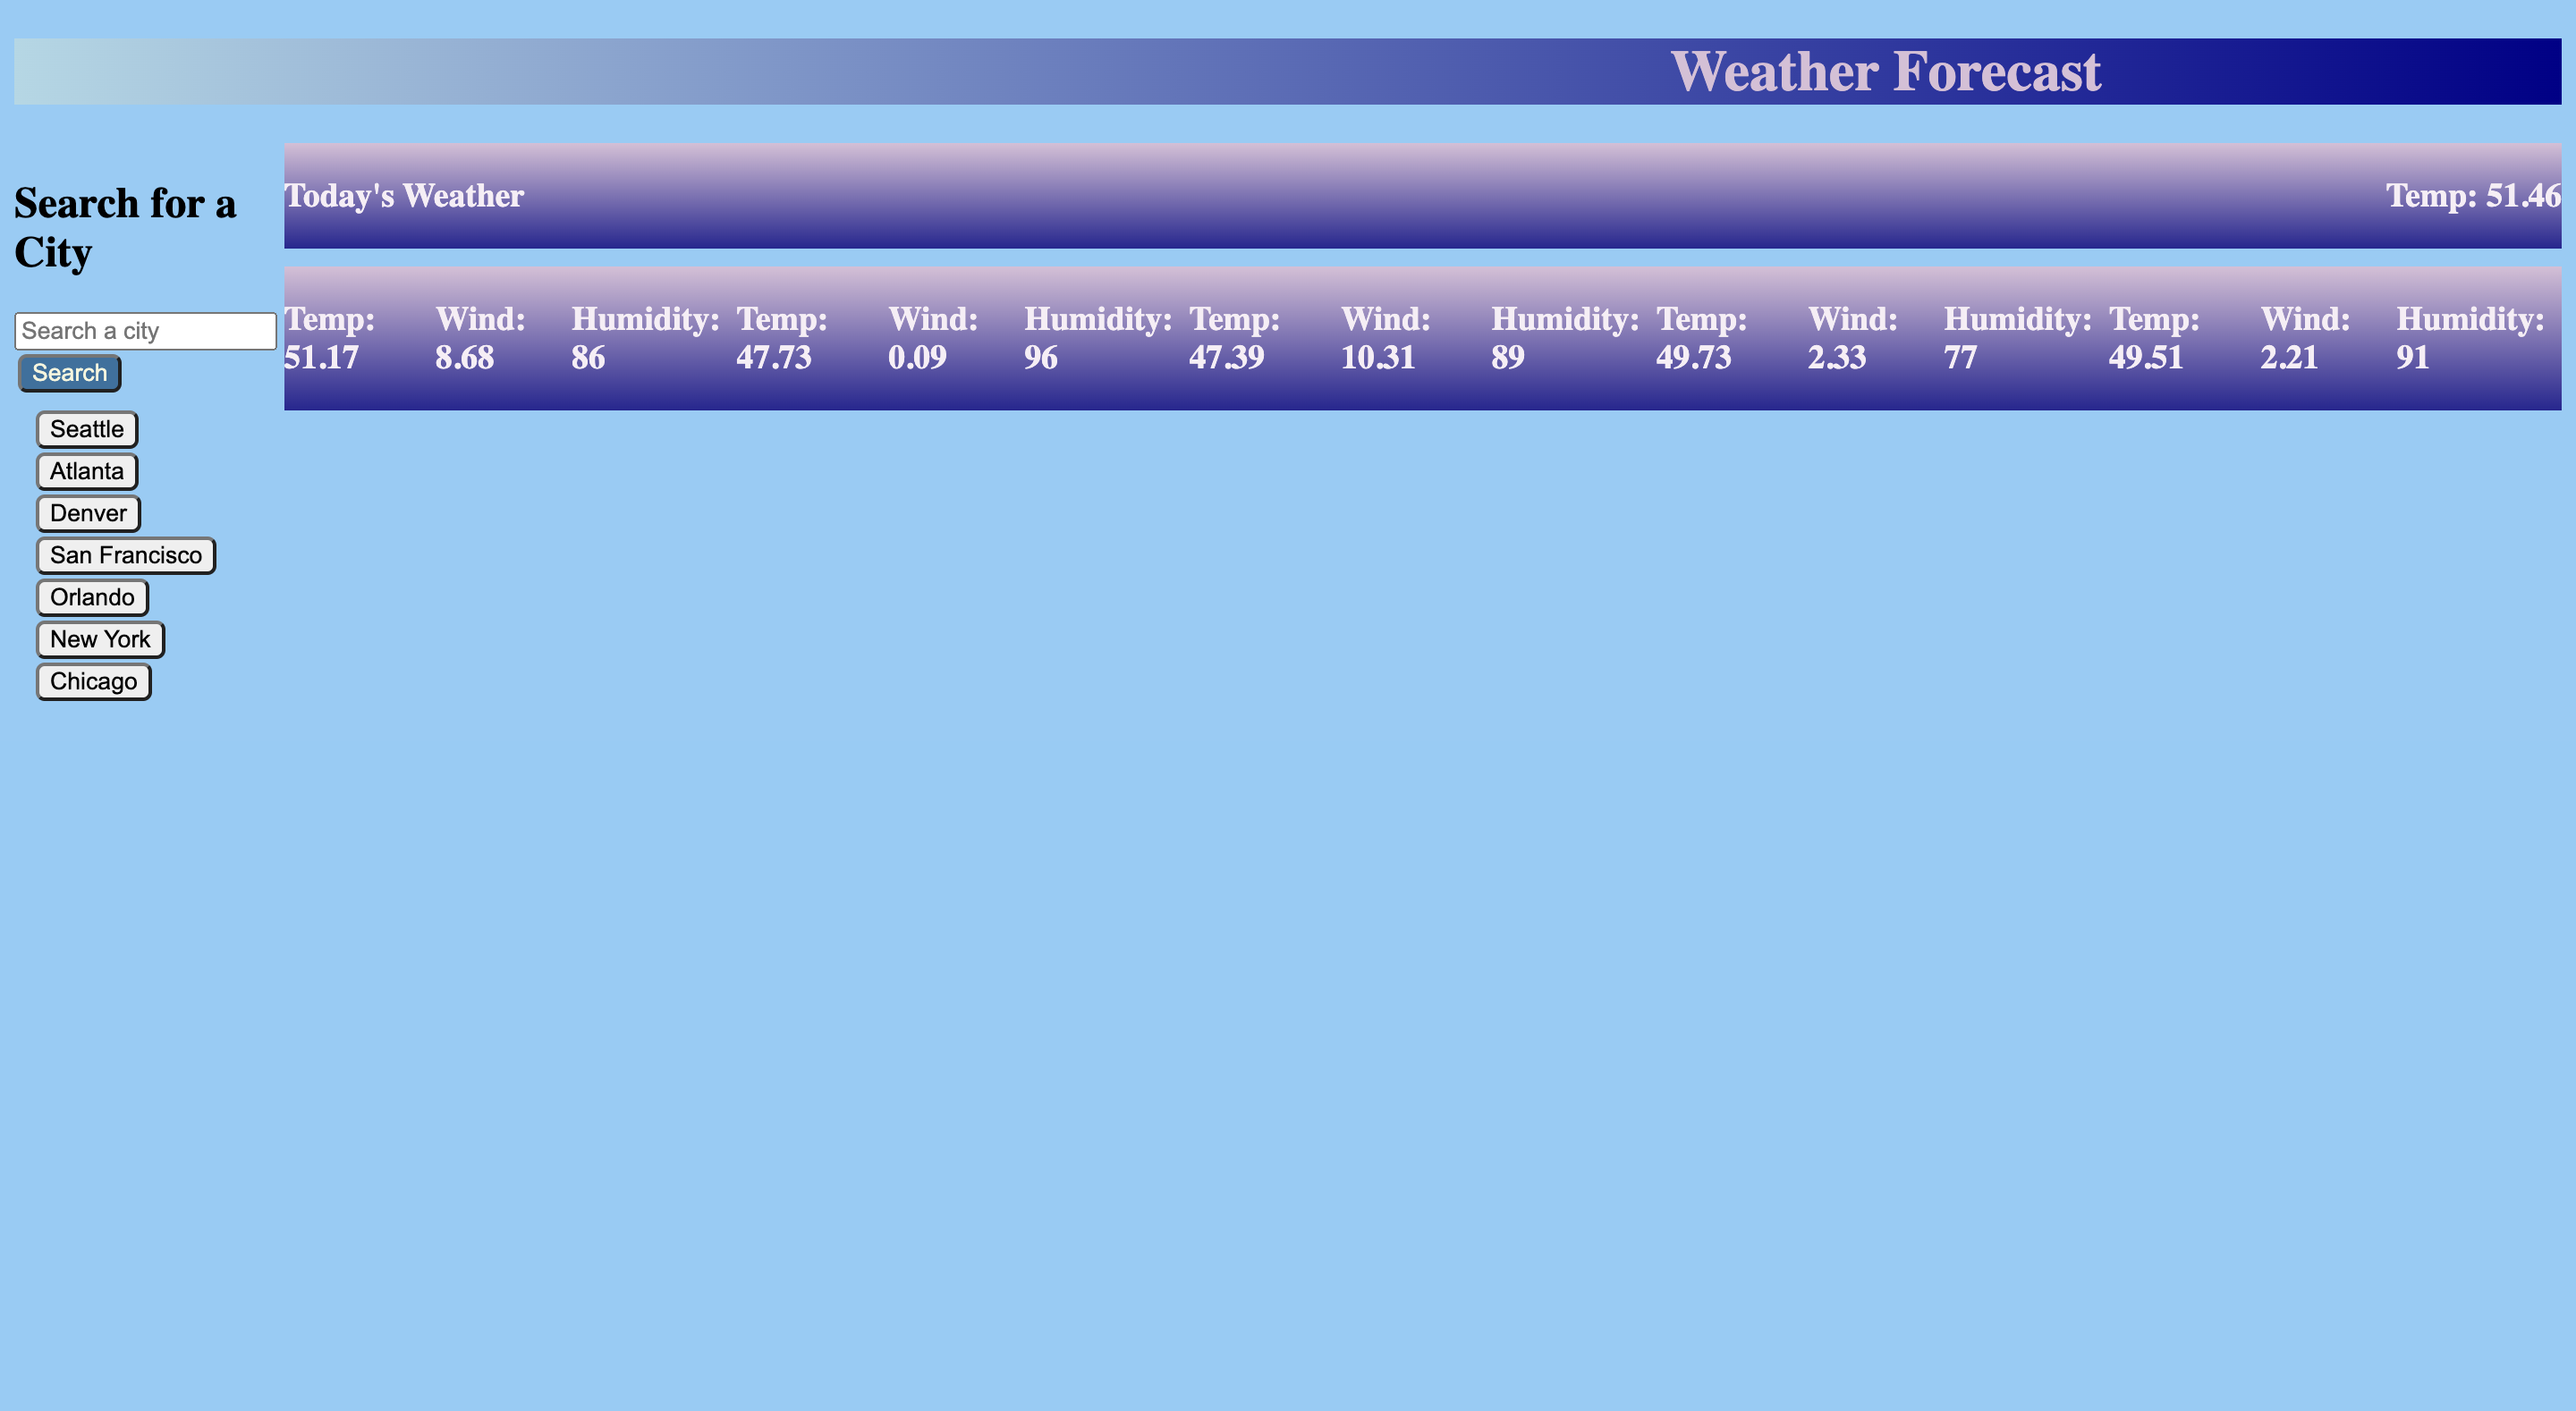 Weather Forecast
Search for a
City
Search a city
Search
Seattle
Atlanta
Denver
San Francisco
Orlando
New York
Chicago
Today's Weather Temp: 51.46
Temp: Wind: Humidity: Temp: Wind: Humidity: Temp: Wind: Humidity: Temp: Wind: Humidity: Temp: Wind: Humidity:
51.17 8.68 86 47.73 0.09 96 47.39 10.31 89 49.73 2.33 77 49.51 2.21 91